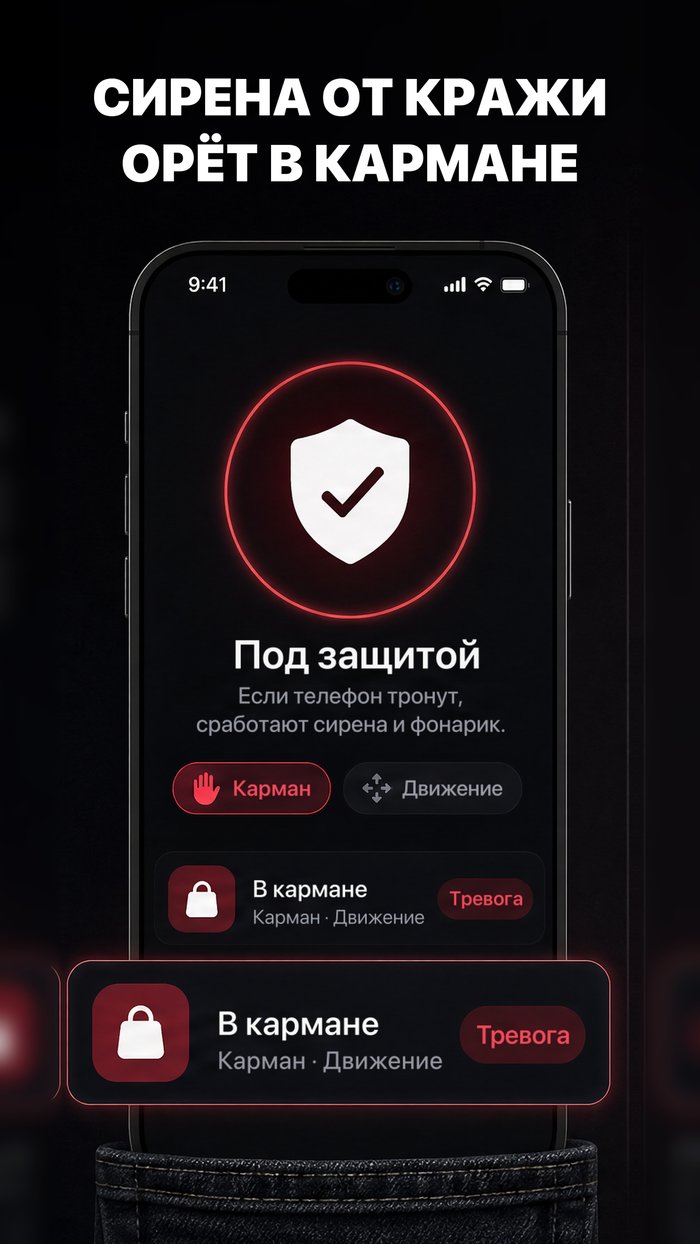 СИРЕНА ОТ КРАЖИ
ОРЁТ В КАРМАНЕ
9:41
Под защитой
Если телефон тронут,
сработают сирена и фонарик.
Карман
Движение
В кармане
Тревога
Карман · Движение
В кармане
Тревога
Карман · Движение